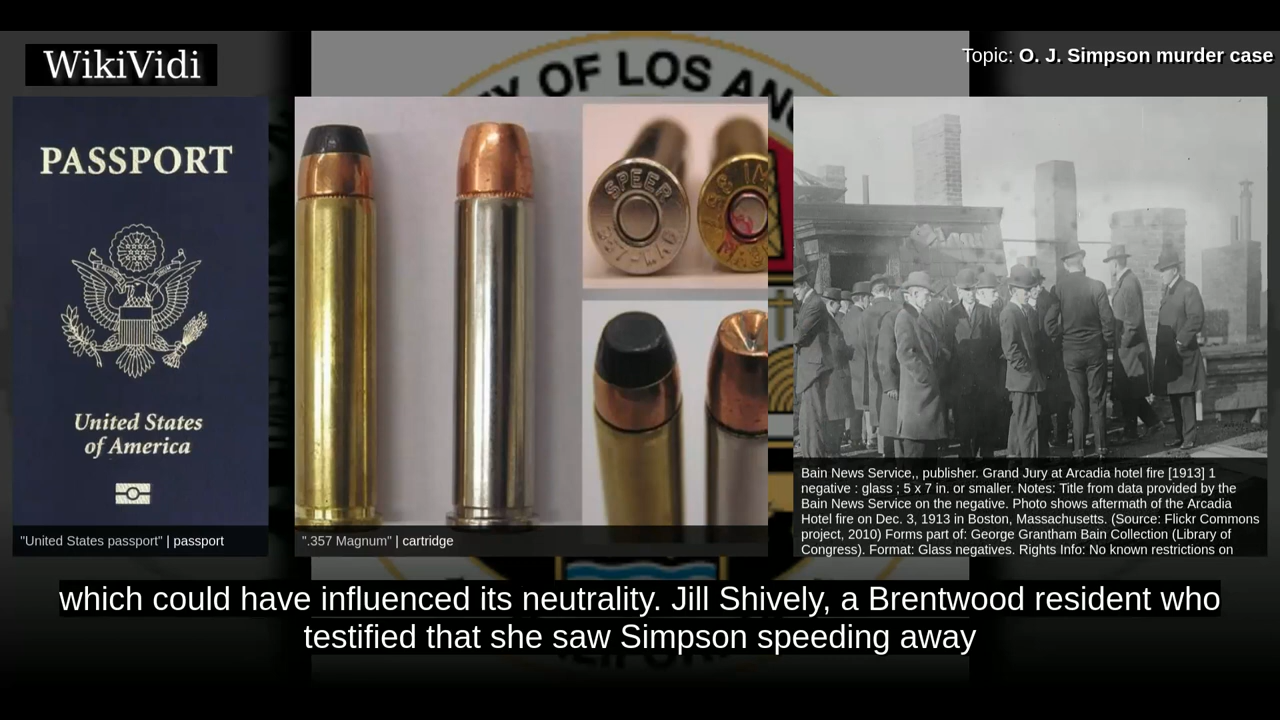 WikiVidi
Topic: O. J. Simpson murder case
Y OF LOS AN
PASSPORT
United States
of America
SPEER
"United States passport" | passport
".357 Magnum" | cartridge
Bain News Service,, publisher. Grand Jury at Arcadia hotel fire [1913] 1
negative : glass ; 5 x 7 in. or smaller. Notes: Title from data provided by the
Bain News Service on the negative. Photo shows aftermath of the Arcadia
Hotel fire on Dec. 3, 1913 in Boston, Massachusetts. (Source: Flickr Commons
project, 2010) Forms part of: George Grantham Bain Collection (Library of
Congress). Format: Glass negatives. Rights Info: No known restrictions on
which could have influenced its neutrality. Jill Shively, a Brentwood resident who
testified that she saw Simpson speeding away